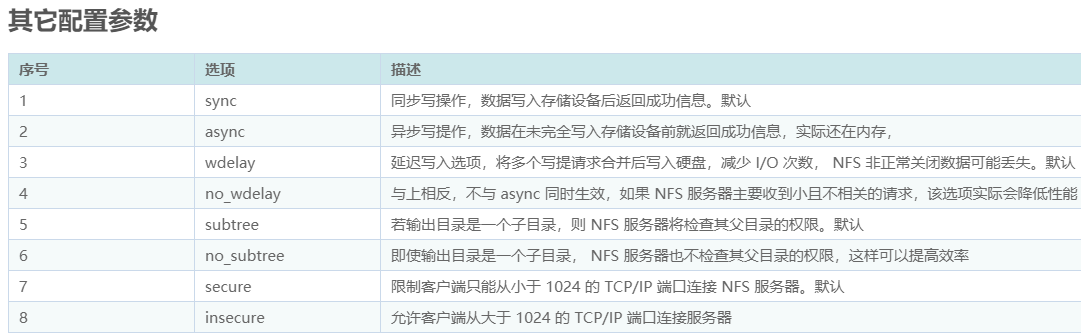 其它配置参数
序号 选项 描述
1 sync 同步写操作，数据写入存储设备后返回成功信息。默认
2 async 异步写提作，数据在未完全写入存储设备前就返回成功信息，实际还在内存，
3 wdelay 延迟写入选项，将多个写提请求合并后写入硬盘，减少 I/O 次数， NFS 非正常关闭数据可能丢失。默认
4 no_wdelay 与上相反，不与 async 同时生效，如果 NFS 服务器主要收到小且不相关的请求，该选项实际会降低性能
5 subtree 若输出目录是一个子目录，则 NFS 服务器将检查其父目录的权限。默认
6 no_subtree 即使输出目录是一个子目录， NFS 服务器也不检查其父目录的权限，这样可以提高效率
7 secure 限制客户端只能从小于 1024 的 TCP/IP 端口连接 NFS 服务器。默认
8 insecure 允许客户端从大于 1024 的 TCP/IP 端口连接服务器